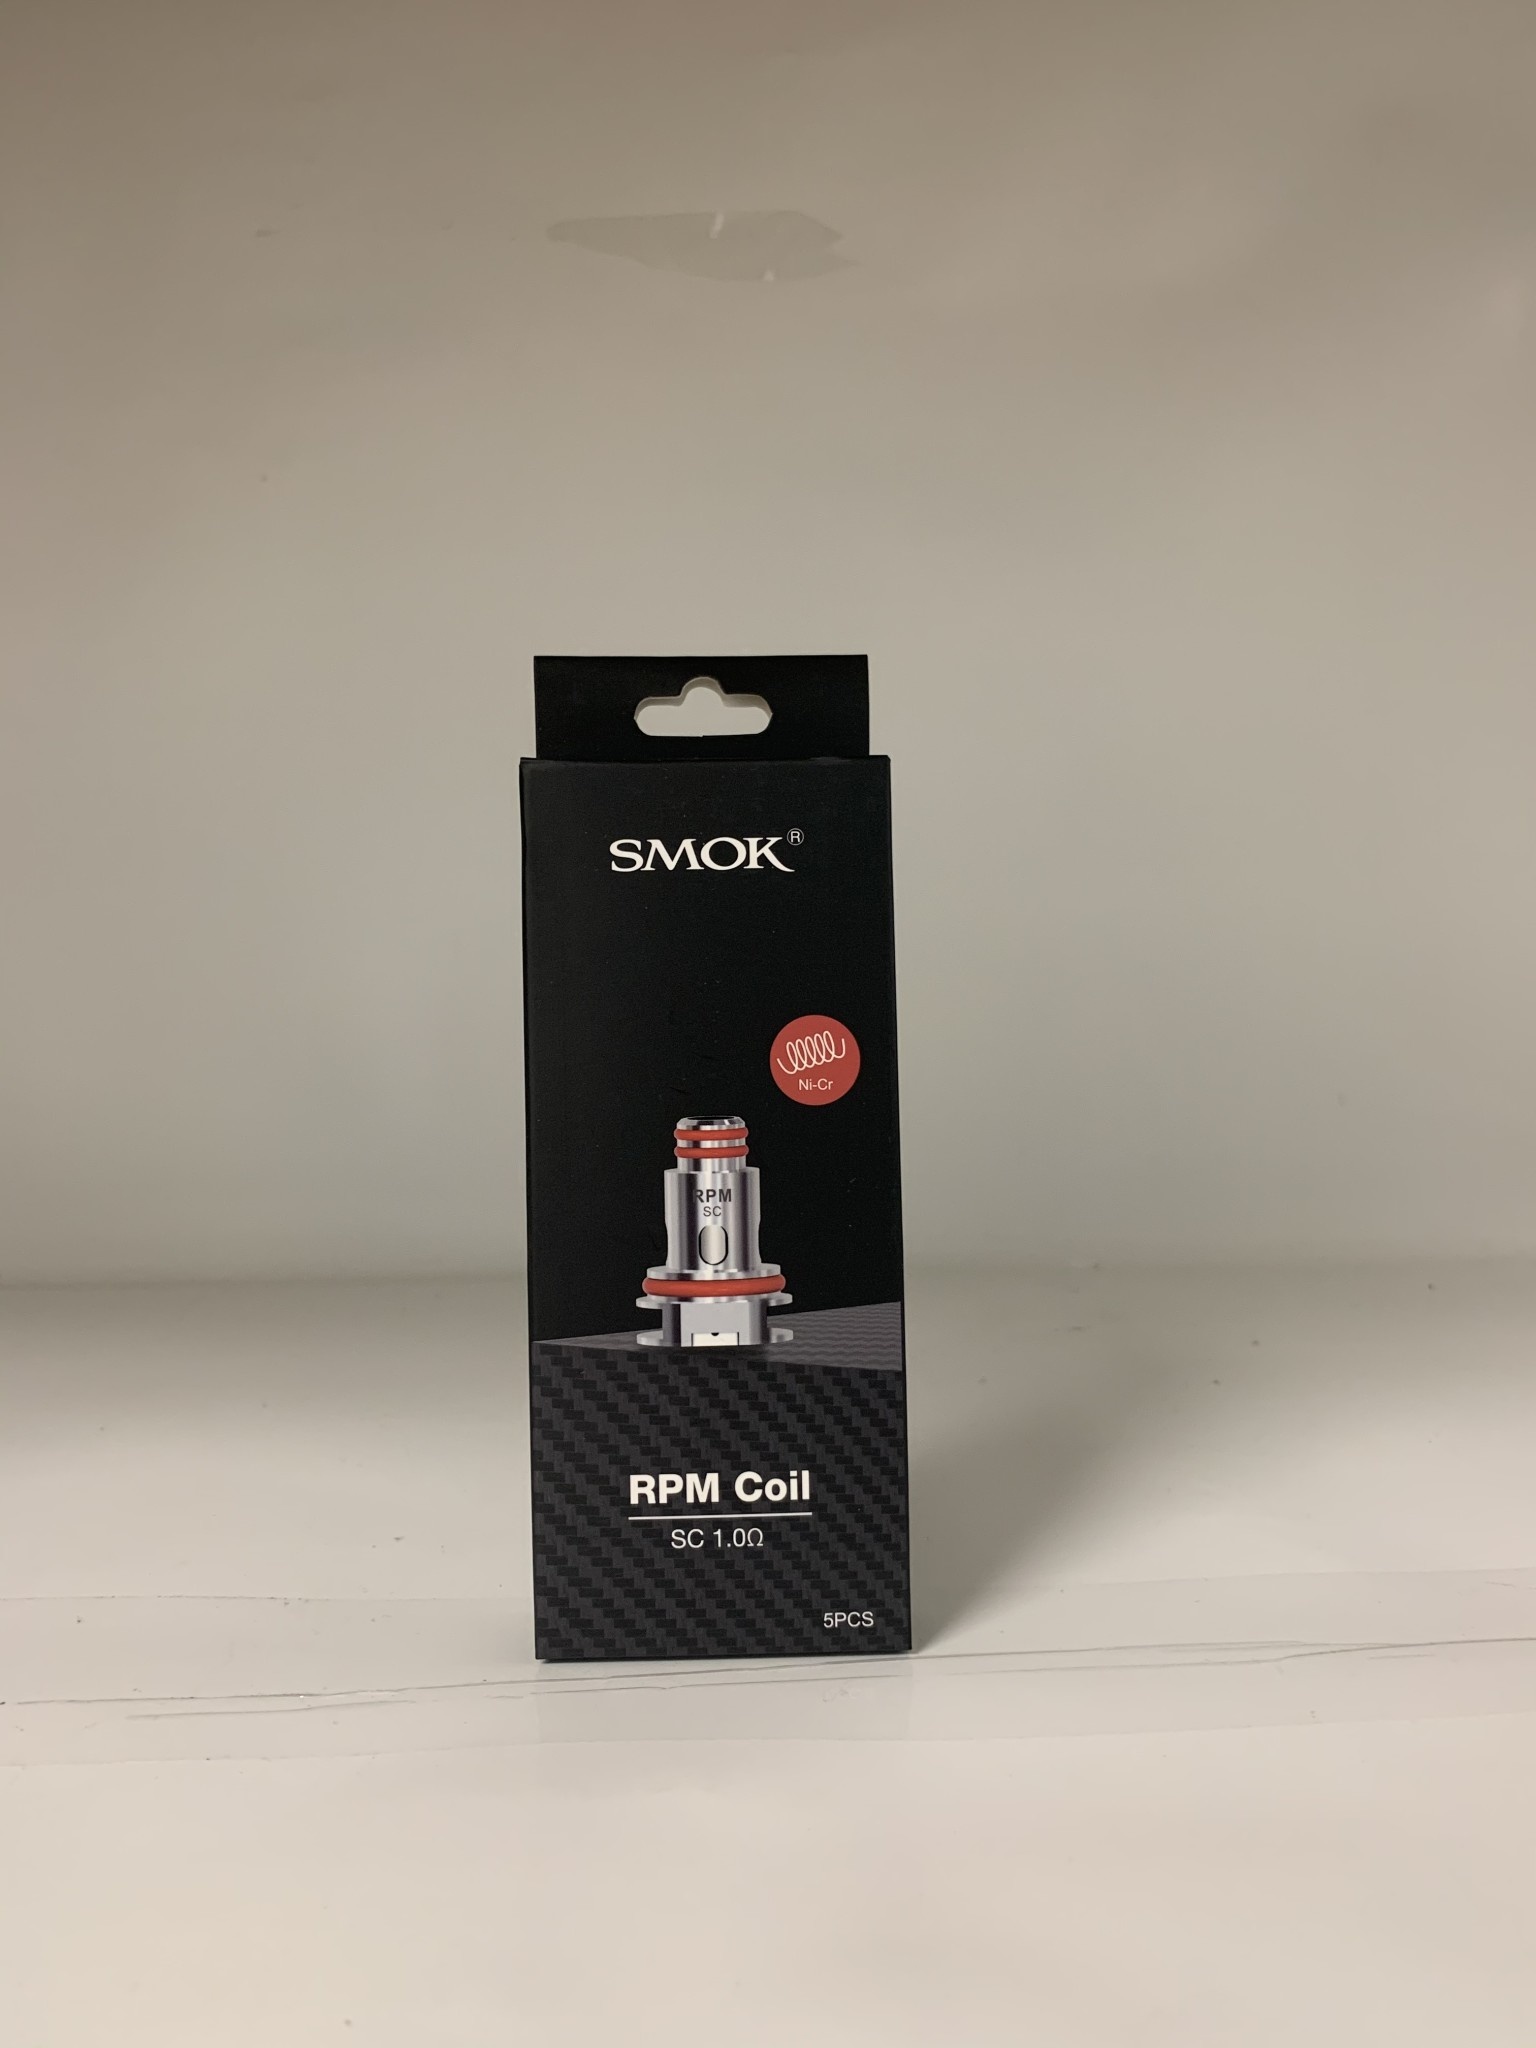 SMOK®
Ni-Cr
RPM
SC
RPM Coil
SC 1.0Ω
5PCS